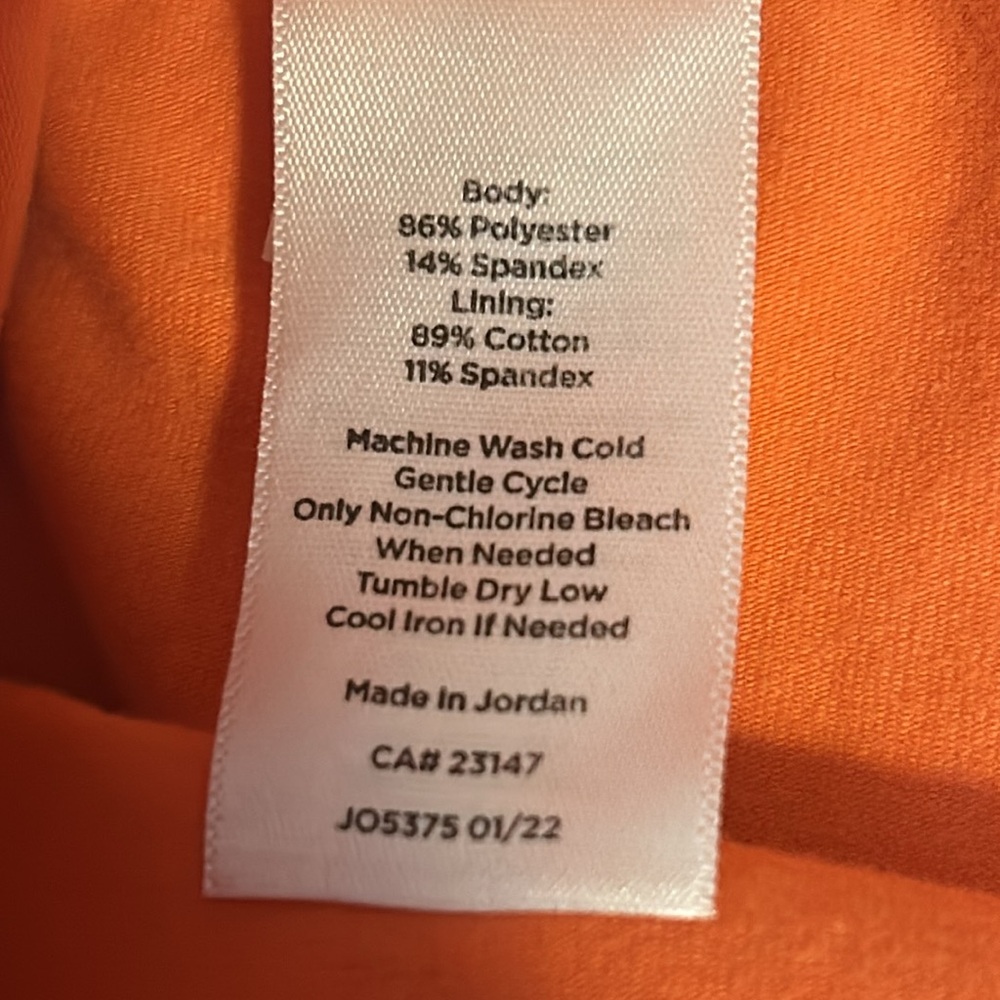 Body:
86% Polyester
14% Spandex
Lining:
89% Cotton
11% Spandex
Machine Wash Cold
Gentle Cycle
Only Non-Chlorine Bleach
When Needed
Tumble Dry Low
Cool Iron If Needed
Made in Jordan
CA# 23147
JO5375 01/22